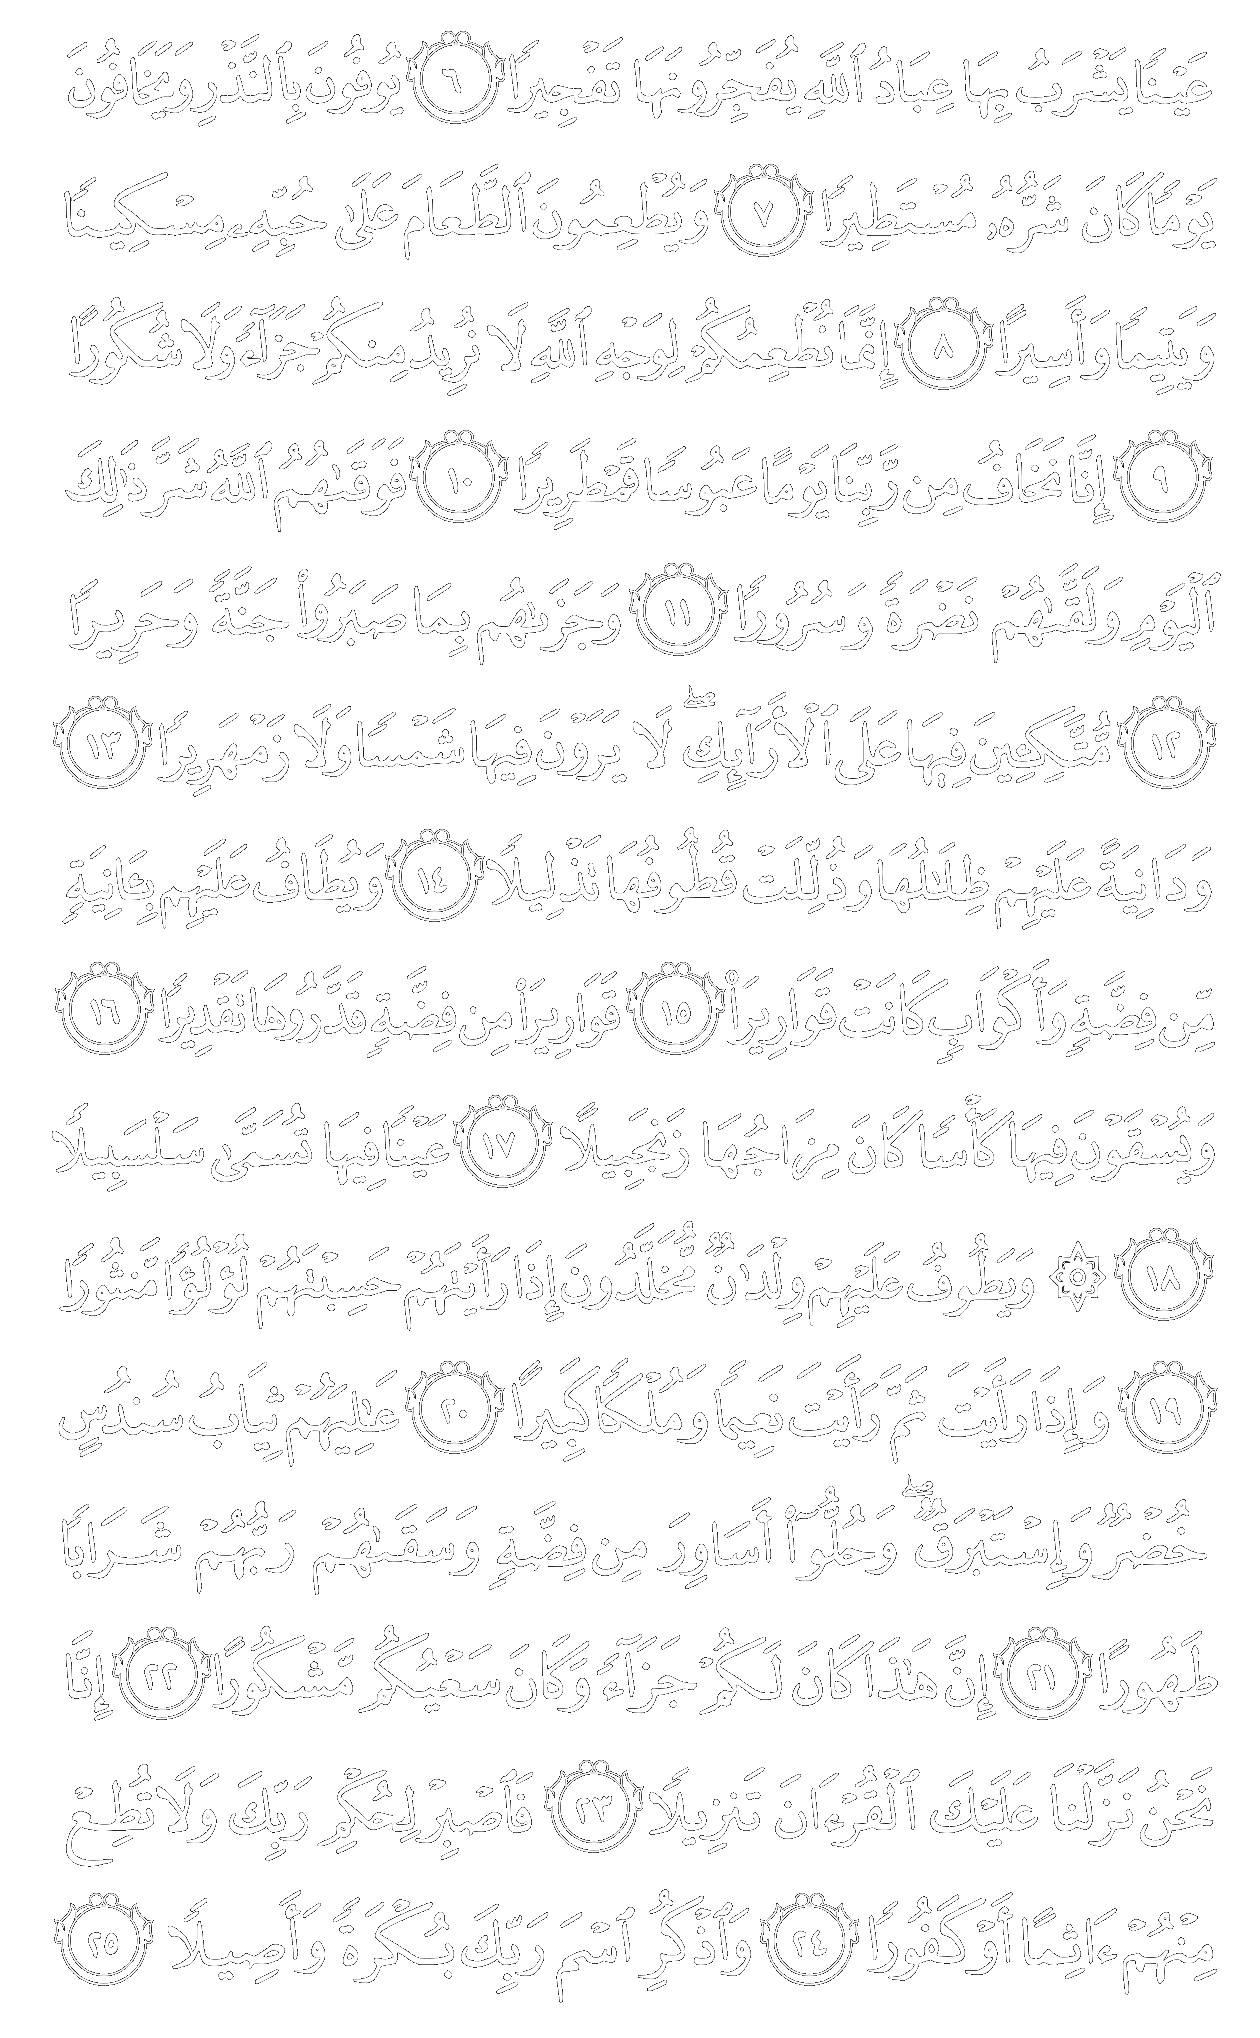 عَيْنًا يَشْرَبُ بِهَا عِبَادُ ٱللَّهِ يُفَجِّرُونَهَا تَفْجِيرًا ٦ يُوفُونَ بِٱلنَّذْرِ وَيَخَافُونَ
يَوْمًا كَانَ شَرُّهُۥ مُسْتَطِيرًا ٧ وَيُطْعِمُونَ ٱلطَّعَامَ عَلَىٰ حُبِّهِۦ مِسْكِينًا
وَيَتِيمًا وَأَسِيرًا ٨ إِنَّمَا نُطْعِمُكُمْ لِوَجْهِ ٱللَّهِ لَا نُرِيدُ مِنكُمْ جَزَآءً وَلَا شُكُورًا
٩ إِنَّا نَخَافُ مِن رَّبِّنَا يَوْمًا عَبُوسًا قَمْطَرِيرًا ١٠ فَوَقَىٰهُمُ ٱللَّهُ شَرَّ ذَٰلِكَ
ٱلْيَوْمِ وَلَقَّىٰهُمْ نَضْرَةً وَسُرُورًا ١١ وَجَزَىٰهُم بِمَا صَبَرُوا۟ جَنَّةً وَحَرِيرًا
١٢ مُّتَّكِـِٔينَ فِيهَا عَلَى ٱلْأَرَآئِكِ ۖ لَا يَرَوْنَ فِيهَا شَمْسًا وَلَا زَمْهَرِيرًا ١٣
وَدَانِيَةً عَلَيْهِمْ ظِلَـٰلُهَا وَذُلِّلَتْ قُطُوفُهَا تَذْلِيلًا ١٤ وَيُطَافُ عَلَيْهِم بِـَٔانِيَةٍ
مِّن فِضَّةٍ وَأَكْوَابٍ كَانَتْ قَوَارِيرَا۠ ١٥ قَوَارِيرَا۟ مِن فِضَّةٍ قَدَّرُوهَا تَقْدِيرًا ١٦
وَيُسْقَوْنَ فِيهَا كَأْسًا كَانَ مِزَاجُهَا زَنجَبِيلًا ١٧ عَيْنًا فِيهَا تُسَمَّىٰ سَلْسَبِيلًا
١٨ ۞ وَيَطُوفُ عَلَيْهِمْ وِلْدَٰنٌ مُّخَلَّدُونَ إِذَا رَأَيْتَهُمْ حَسِبْتَهُمْ لُؤْلُؤًا مَّنثُورًا
١٩ وَإِذَا رَأَيْتَ ثَمَّ رَأَيْتَ نَعِيمًا وَمُلْكًا كَبِيرًا ٢٠ عَـٰلِيَهُمْ ثِيَابُ سُندُسٍ
خُضْرٌ وَإِسْتَبْرَقٌ ۖ وَحُلُّوٓا۟ أَسَاوِرَ مِن فِضَّةٍ وَسَقَىٰهُمْ رَبُّهُمْ شَرَابًا
طَهُورًا ٢١ إِنَّ هَـٰذَا كَانَ لَكُمْ جَزَآءً وَكَانَ سَعْيُكُم مَّشْكُورًا ٢٢ إِنَّا
نَحْنُ نَزَّلْنَا عَلَيْكَ ٱلْقُرْءَانَ تَنزِيلًا ٢٣ فَٱصْبِرْ لِحُكْمِ رَبِّكَ وَلَا تُطِعْ
مِنْهُمْ ءَاثِمًا أَوْ كَفُورًا ٢٤ وَٱذْكُرِ ٱسْمَ رَبِّكَ بُكْرَةً وَأَصِيلًا ٢٥